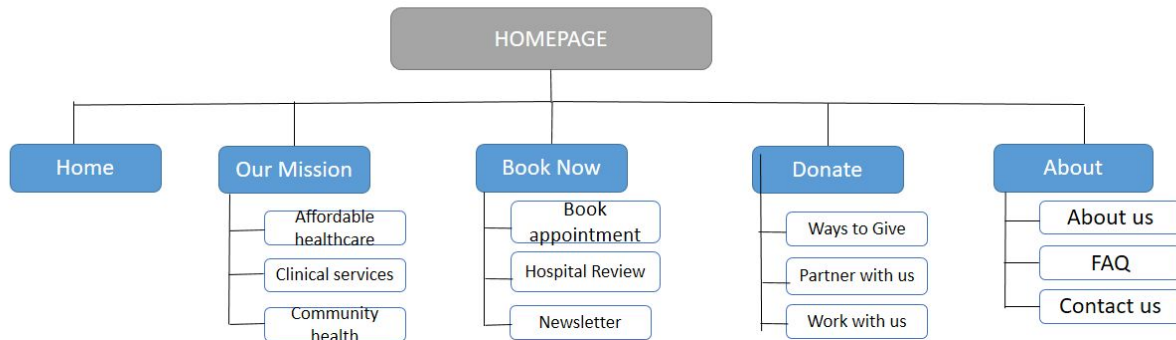 HOMEPAGE
Home
Our Mission
Affordable
healthcare
Clinical services
Community
health
Book Now
Book
appointment
Hospital Review
Newsletter
Donate
Ways to Give
Partner with us
Work with us
About
About us
FAQ
Contact us